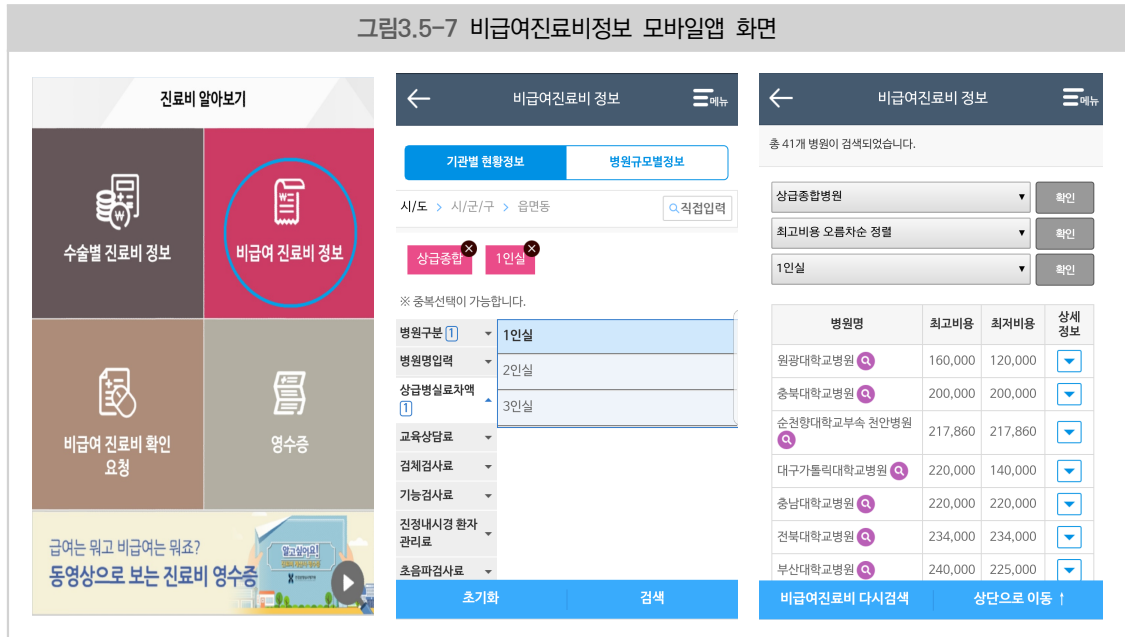 그림3.5-7 비급여진료비정보 모바일앱 화면
진료비 알아보기
수술별 진료비 정보
비급여 진료비 정보
비급여 진료비 확인
요청
영수증
급여는 뭐고 비급여는 뭐죠?
동영상으로 보는 진료비 영수증
알고싶어요!
비급여진료비 정보
메뉴
기관별 현황정보
병원규모별정보
시/도 > 시/군/구 > 읍면동
직접입력
상급종합
1인실
※ 중복선택이 가능합니다.
병원구분 1
병원명입력
상급병실료차액
1
교육상담료
검체검사료
기능검사료
진정내시경 환자
관리료
초음파검사료
1인실
2인실
3인실
초기화
검색
비급여진료비 정보
메뉴
총 41개 병원이 검색되었습니다.
상급종합병원 ▼ 확인
최고비용 오름차순 정렬 ▼ 확인
1인실 ▼ 확인
병원명 최고비용 최저비용 상세
정보
원광대학교병원 160,000 120,000
충북대학교병원 200,000 200,000
순천향대학교부속 천안병원 217,860 217,860
대구가톨릭대학교병원 220,000 140,000
충남대학교병원 220,000 220,000
전북대학교병원 234,000 234,000
부산대학교병원 240,000 225,000
비급여진료비 다시검색
상단으로 이동 ↑